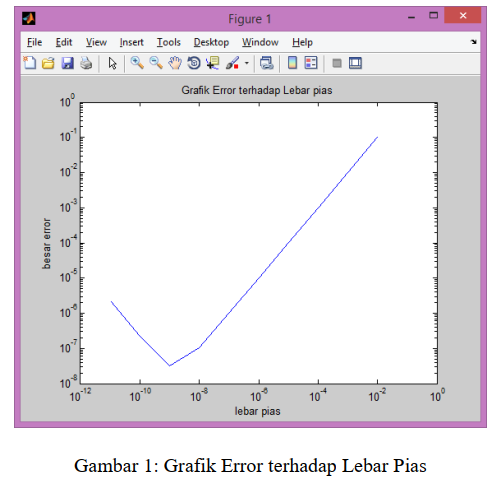 Figure 1
File Edit View Insert Tools Desktop Window Help
Grafik Error terhadap Lebar pias
10^0
10^-1
10^-2
10^-3
10^-4
10^-5
10^-6
10^-7
10^-8
besar error
10^-12 10^-10 10^-8 10^-6 10^-4 10^-2 10^0
lebar pias
Gambar 1: Grafik Error terhadap Lebar Pias